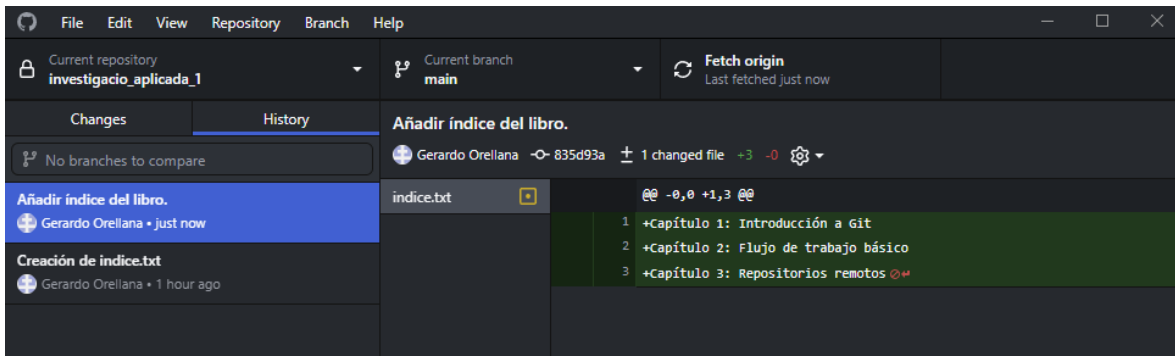 File Edit View Repository Branch Help
Current repository
investigacio_aplicada_1
Current branch
main
Fetch origin
Last fetched just now
Changes History
No branches to compare
Añadir índice del libro.
Gerardo Orellana • just now
Creación de indice.txt
Gerardo Orellana • 1 hour ago
Añadir índice del libro.
Gerardo Orellana 835d93a 1 changed file +3 -0
indice.txt
@@ -0,0 +1,3 @@
1 +Capítulo 1: Introducción a Git
2 +Capítulo 2: Flujo de trabajo básico
3 +Capítulo 3: Repositorios remotos